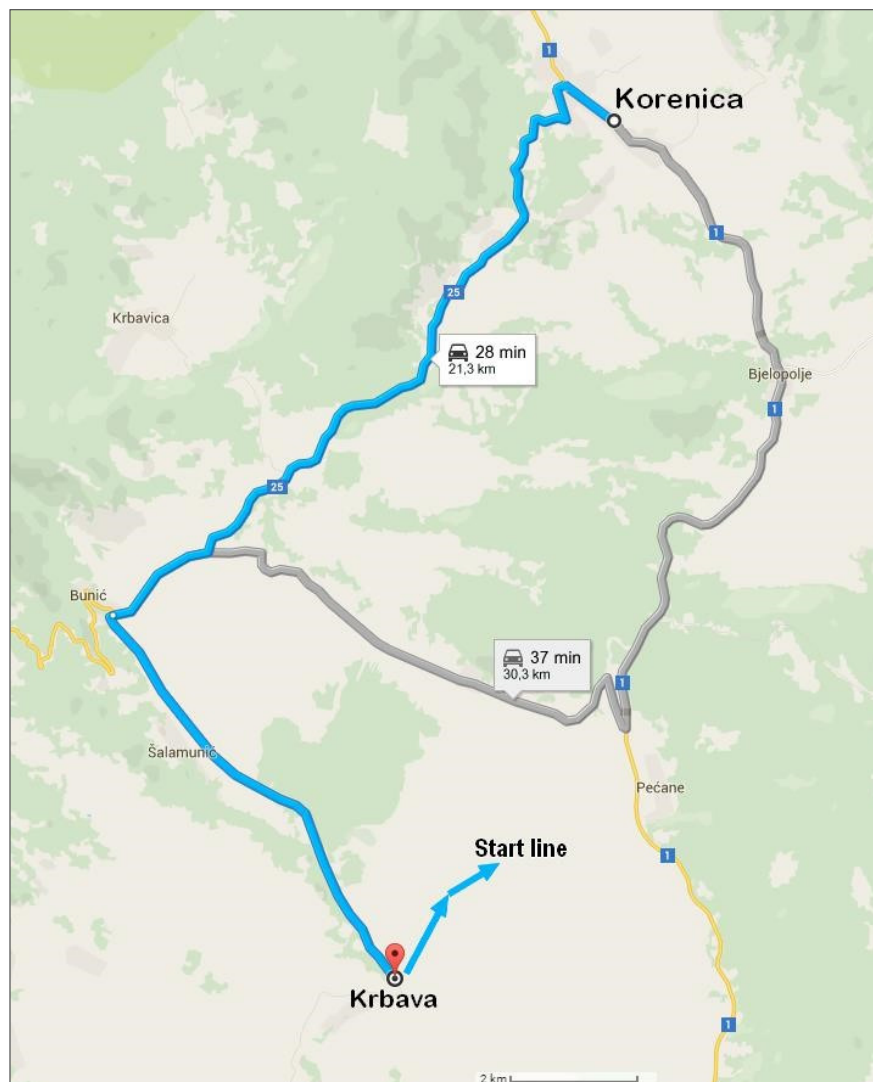 1
Korenica
1
25
Krbavica
28 min
21,3 km
Bjelopolje
1
25
Bunić
37 min
30,3 km
1
Šalamunić
Pećane
Start line
1
Krbava
1
2 km